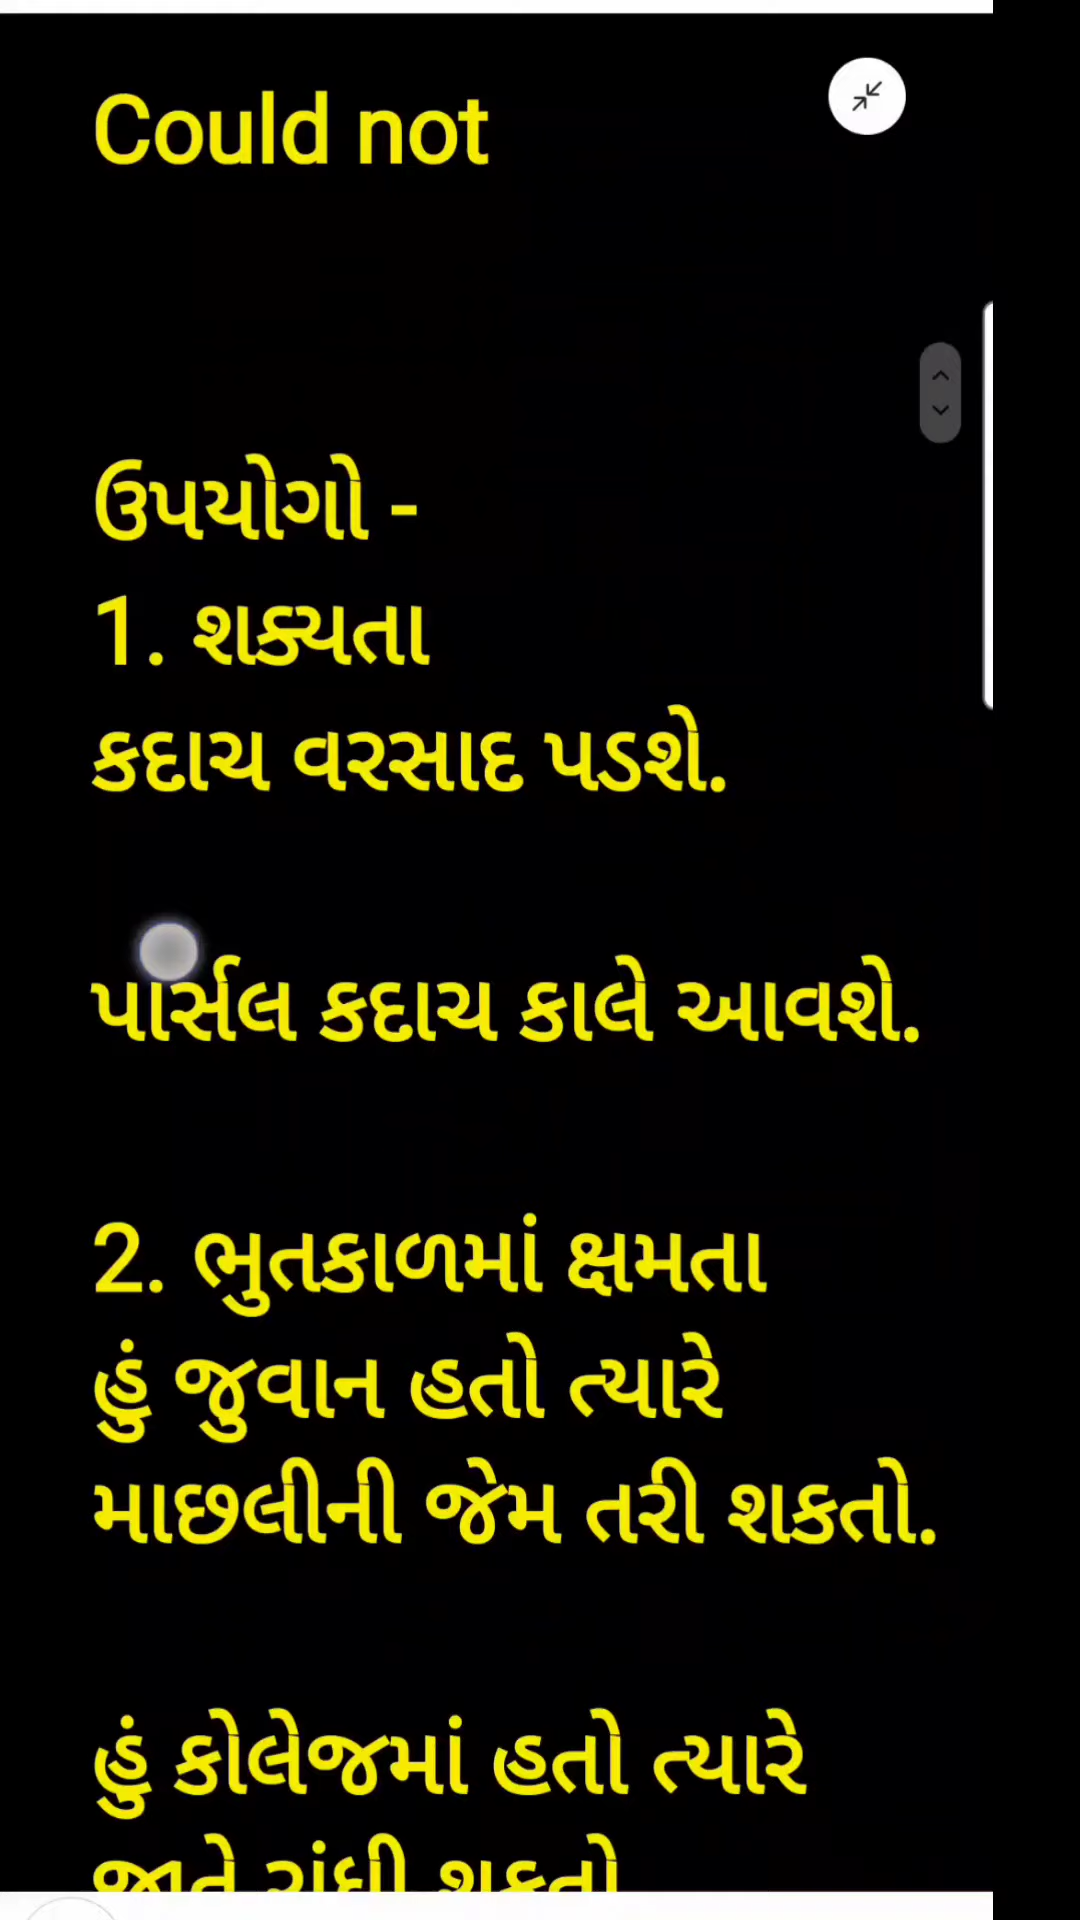 Could not
ઉપયોગો -
1. શક્યતા
કદાચ વરસાદ પડશે.
પાર્સલ કદાચ કાલે આવશે.
2. ભુતકાળમાં ક્ષમતા
હું જુવાન હતો ત્યારે
માછલીની જેમ તરી શકતો.
હું કોલેજમાં હતો ત્યારે
જાતે રાંધી શકતો